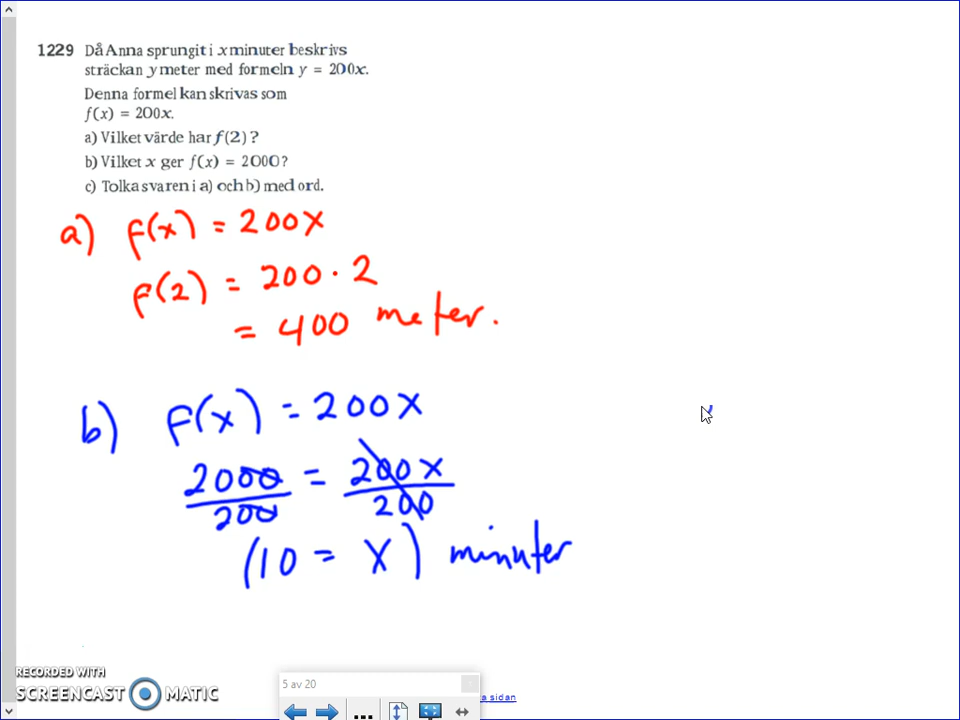 1229 Då Anna sprungit i x minuter beskrivs
sträckan y meter med formeln y = 200x.
Denna formel kan skrivas som
f(x) = 200x.
a) Vilket värde har f(2)?
b) Vilket x ger f(x) = 2000?
c) Tolka svaren i a) och b) med ord.
a) f(x) = 200x
f(2) = 200 · 2
= 400 meter.
b) f(x) = 200x
2000/200 = 200x/200
(10 = x) minuter
RECORDED WITH
SCREENCAST MATIC
5 av 20
a sidan